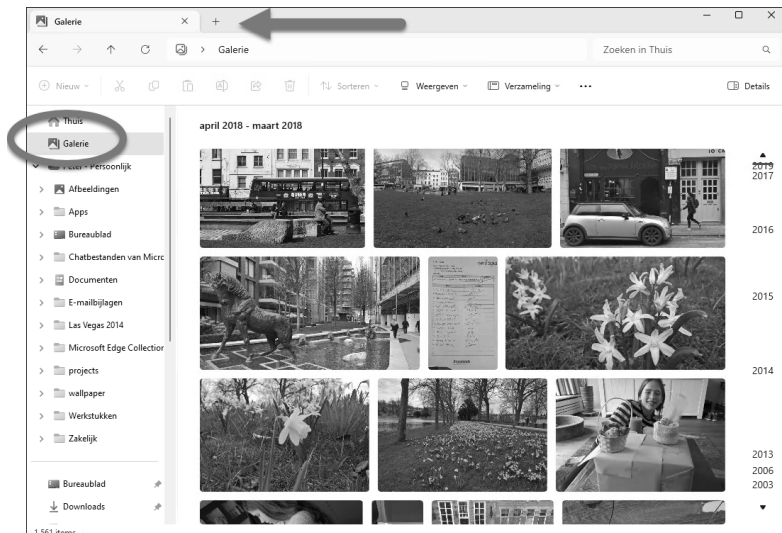 Galerie
Galerie
Zoeken in Thuis
Nieuw
Sorteren
Weergeven
Verzameling
Details
Thuis
Galerie
Peter - Persoonlijk
Afbeeldingen
Apps
Bureaublad
Chatbestanden van Micro
Documenten
E-mailbijlagen
Las Vegas 2014
Microsoft Edge Collection
projects
wallpaper
Werkstukken
Zakelijk
Bureaublad
Downloads
1.561 items
april 2018 - maart 2018
2019
2017
2016
2015
2014
2013
2006
2003